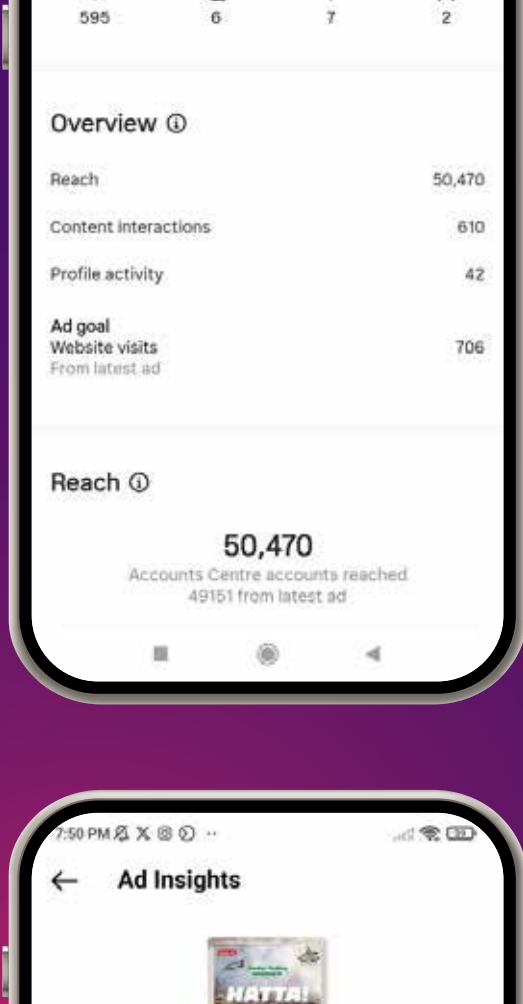 595 6 7 2
Overview
Reach 50,470
Content interactions 610
Profile activity 42
Ad goal
Website visits 706
From latest ad
Reach
50,470
Accounts Centre accounts reached
49151 from latest ad
7:50 PM
Ad Insights
HATTA!